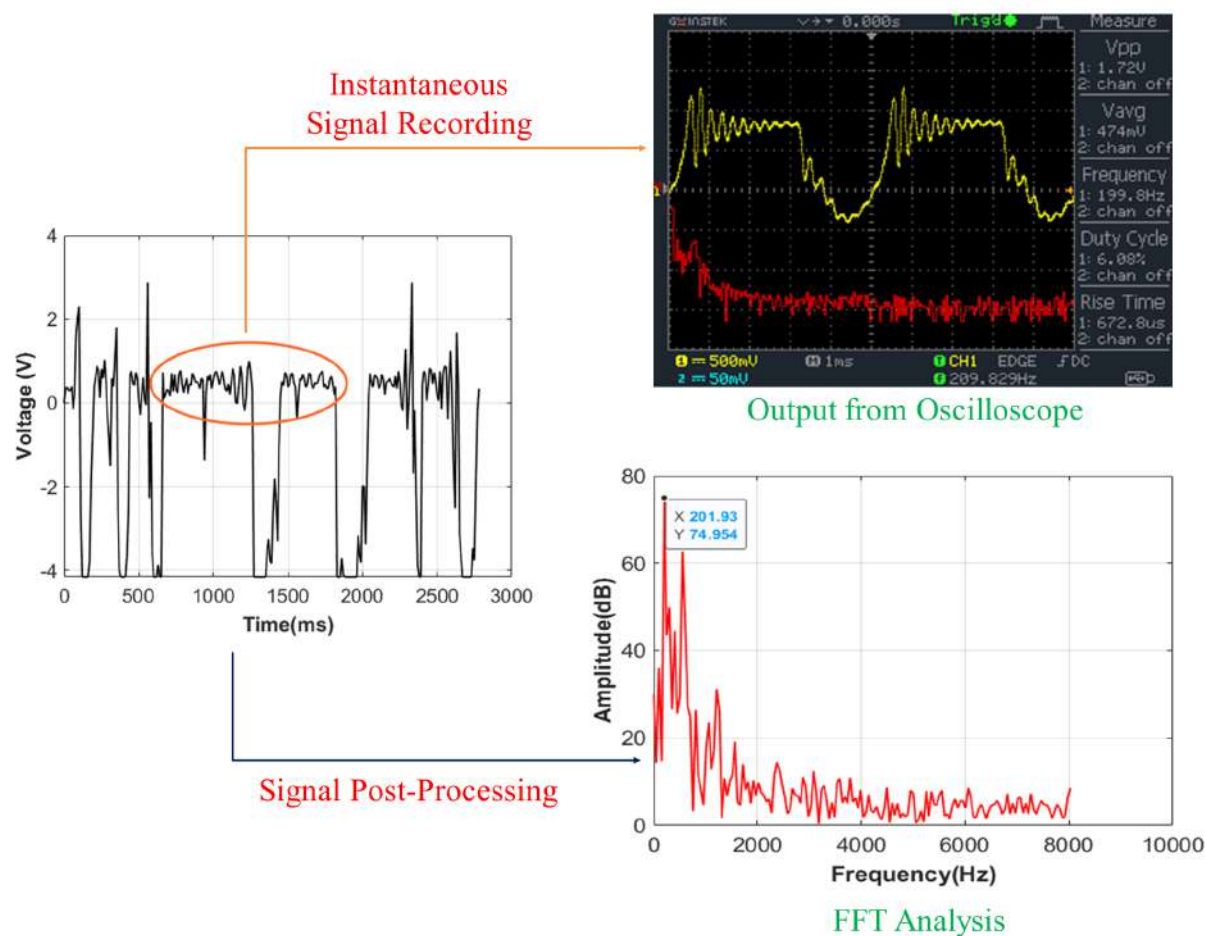 Instantaneous
Signal Recording
GWINSTEK
0.000s
Trig'd
Measure
Vpp
1: 1.72V
2: chan off
Vavg
1: 474mV
2: chan off
Frequency
1: 199.8Hz
2: chan off
Duty Cycle
1: 6.08%
2: chan off
Rise Time
1: 672.8us
2: chan off
1
1 500mV
M 1ms
T CH1 EDGE DC
2 50mV
F 209.829Hz
Output from Oscilloscope
4
2
0
-2
-4
Voltage (V)
0 500 1000 1500 2000 2500 3000
Time(ms)
Signal Post-Processing
80
60
40
20
0
Amplitude(dB)
X 201.93
Y 74.954
0 2000 4000 6000 8000 10000
Frequency(Hz)
FFT Analysis